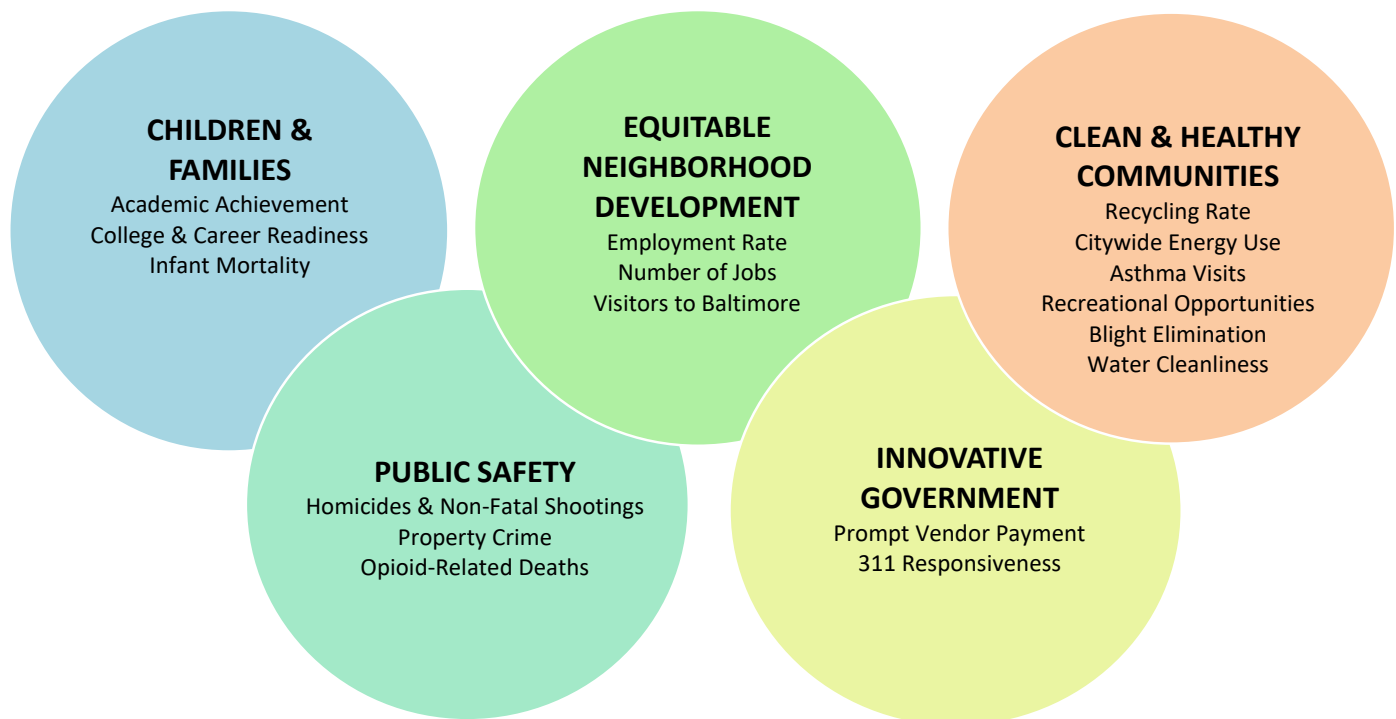 CHILDREN &
FAMILIES
Academic Achievement
College & Career Readiness
Infant Mortality
EQUITABLE
NEIGHBORHOOD
DEVELOPMENT
Employment Rate
Number of Jobs
Visitors to Baltimore
CLEAN & HEALTHY
COMMUNITIES
Recycling Rate
Citywide Energy Use
Asthma Visits
Recreational Opportunities
Blight Elimination
Water Cleanliness
PUBLIC SAFETY
Homicides & Non-Fatal Shootings
Property Crime
Opioid-Related Deaths
INNOVATIVE
GOVERNMENT
Prompt Vendor Payment
311 Responsiveness